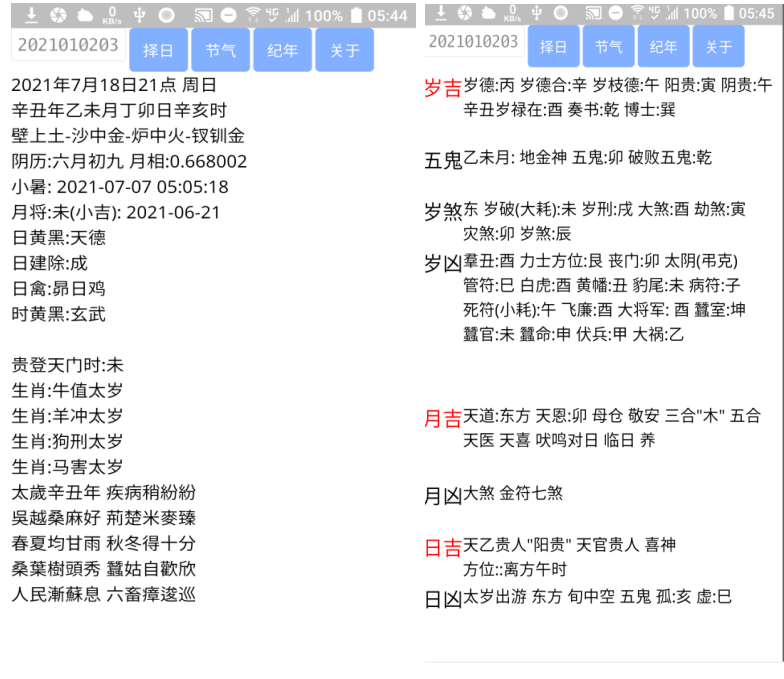 0 KB/s 4G 100% 05:44
2021010203 择日 节气 纪年 关于
2021年7月18日21点 周日
辛丑年乙未月丁卯日辛亥时
壁上土-沙中金-炉中火-钗钏金
阴历:六月初九 月相:0.668002
小暑: 2021-07-07 05:05:18
月将:未(小吉): 2021-06-21
日黄黑:天德
日建除:成
日禽:昴日鸡
时黄黑:玄武
贵登天门时:未
生肖:牛值太岁
生肖:羊冲太岁
生肖:狗刑太岁
生肖:马害太岁
太歲辛丑年 疾病稍紛紛
吳越桑麻好 荊楚米麥臻
春夏均甘雨 秋冬得十分
桑葉樹頭秀 蠶姑自歡欣
人民漸蘇息 六畜瘴逡巡
0 KB/s 4G 100% 05:45
2021010203 择日 节气 纪年 关于
岁吉 岁德:丙 岁德合:辛 岁枝德:午 阳贵:寅 阴贵:午
辛丑岁禄在:酉 奏书:乾 博士:巽
五鬼 乙未月: 地金神 五鬼:卯 破败五鬼:乾
岁煞 东 岁破(大耗):未 岁刑:戌 大煞:酉 劫煞:寅
灾煞:卯 岁煞:辰
岁凶 羣丑:酉 力士方位:艮 丧门:卯 太阴(弔克)
管符:巳 白虎:酉 黄幡:丑 豹尾:未 病符:子
死符(小耗):午 飞廉:酉 大将军: 酉 蠶室:坤
蠶官:未 蠶命:申 伏兵:甲 大祸:乙
月吉 天道:东方 天恩:卯 母仓 敬安 三合"木" 五合
天医 天喜 吠鸣对日 临日 养
月凶 大煞 金符七煞
日吉 天乙贵人"阳贵" 天官贵人 喜神
方位::离方午时
日凶 太岁出游 东方 旬中空 五鬼 孤:亥 虚:巳